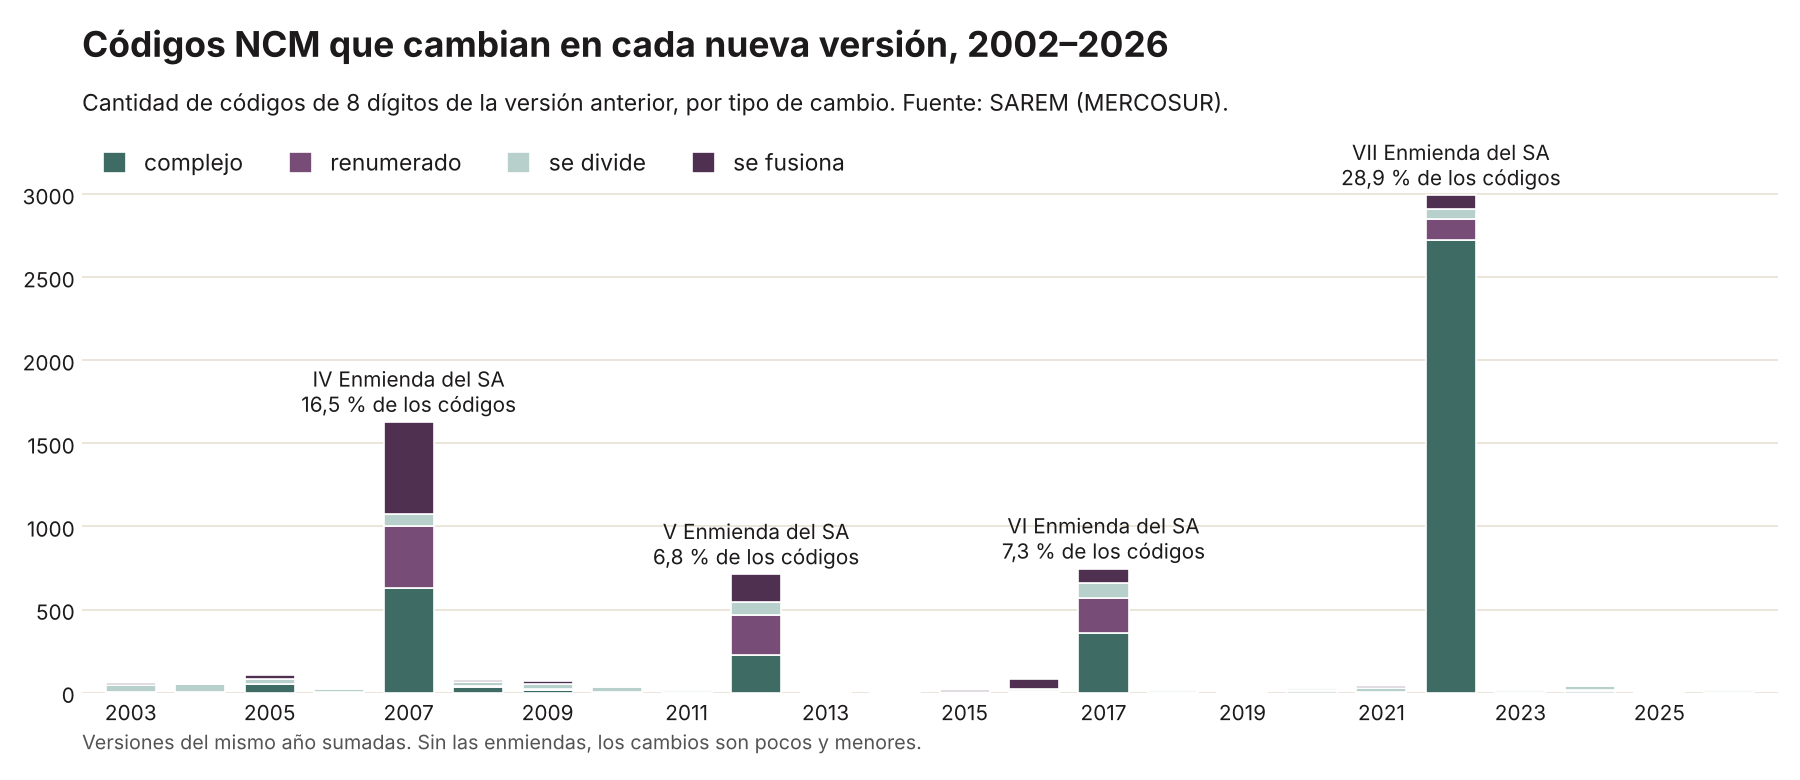 Códigos NCM que cambian en cada nueva versión, 2002–2026
Cantidad de códigos de 8 dígitos de la versión anterior, por tipo de cambio. Fuente: SAREM (MERCOSUR).
complejo
renumerado
se divide
se fusiona
VII Enmienda del SA
28,9 % de los códigos
3000
2500
2000
IV Enmienda del SA
16,5 % de los códigos
1500
1000
V Enmienda del SA
6,8 % de los códigos
VI Enmienda del SA
7,3 % de los códigos
500
0
2003
2005
2007
2009
2011
2013
2015
2017
2019
2021
2023
2025
Versiones del mismo año sumadas. Sin las enmiendas, los cambios son pocos y menores.